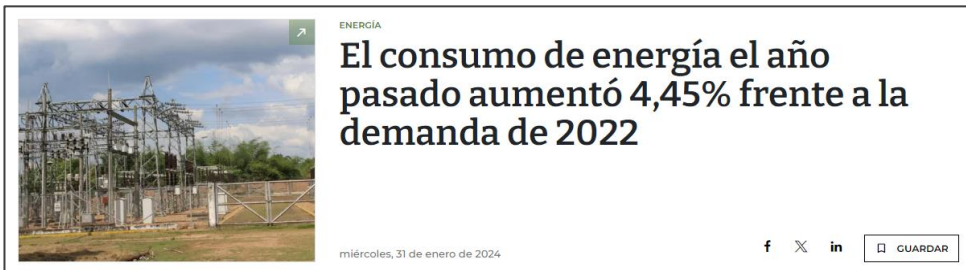 ENERGÍA
El consumo de energía el año
pasado aumentó 4,45% frente a la
demanda de 2022
miércoles, 31 de enero de 2024
GUARDAR